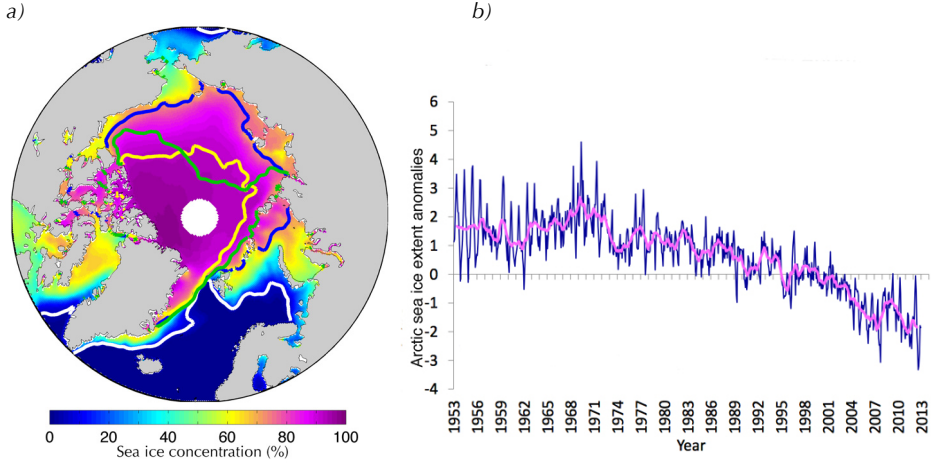 a)
b)
0 20 40 60 80 100
Sea ice concentration (%)
Arctic sea ice extent anomalies
6
5
4
3
2
1
0
-1
-2
-3
-4
1953 1956 1959 1962 1965 1968 1971 1974 1977 1980 1983 1986 1989 1992 1995 1998 2001 2004 2007 2010 2013
Year